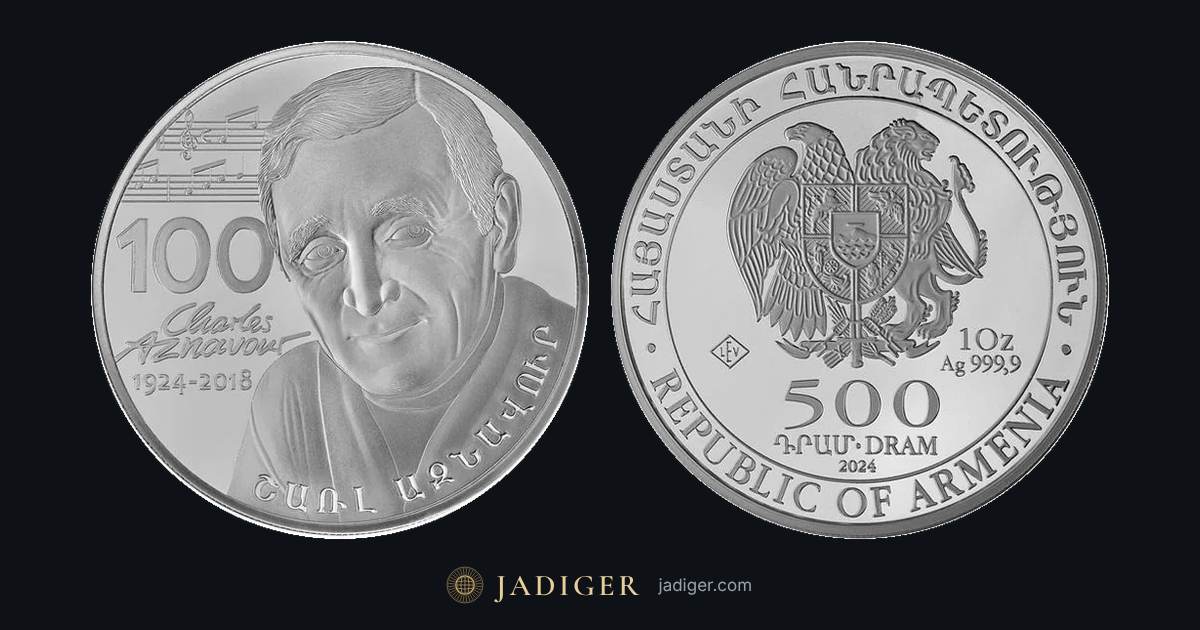 100
Charles
Aznavour
1924-2018
ՇԱՌԼ ԱԶՆԱՎՈՒՐ
ՀԱՅԱՍՏԱՆԻ ՀԱՆՐԱՊԵՏՈՒԹՅՈՒՆ
LEV
1Oz
Ag 999,9
500
ԴՐԱՄ·DRAM
2024
• REPUBLIC OF ARMENIA •
JADIGER jadiger.com